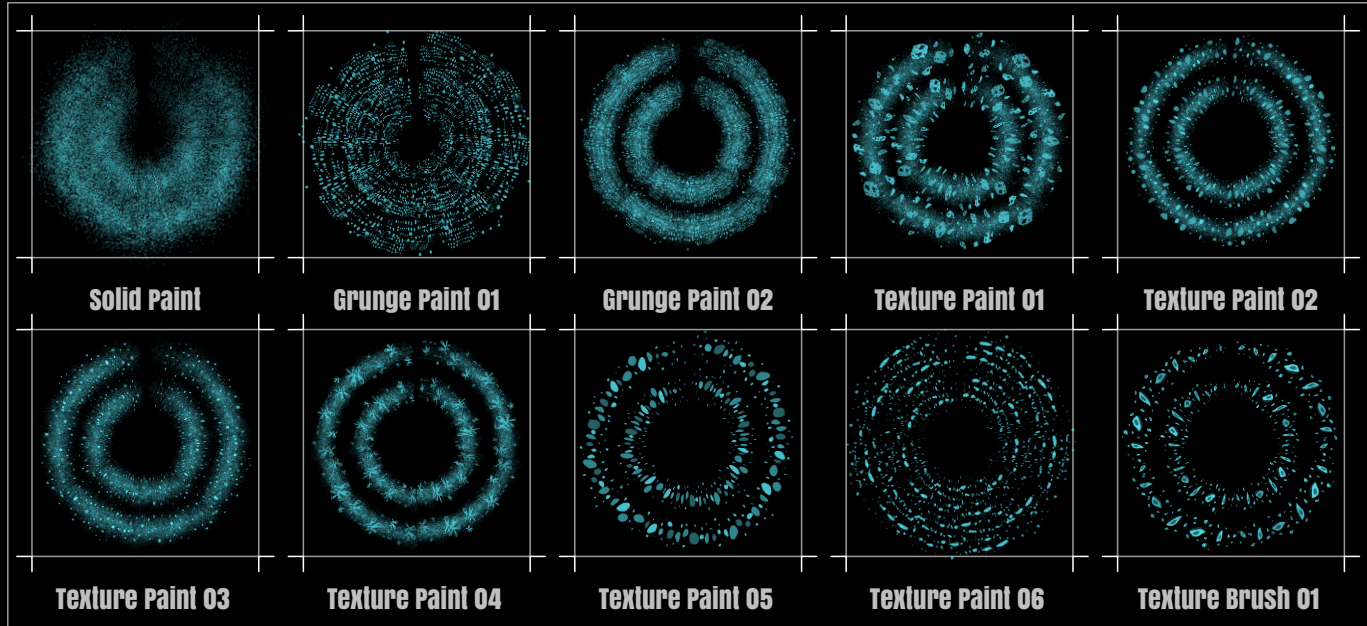 Solid Paint
Grunge Paint 01
Grunge Paint 02
Texture Paint 01
Texture Paint 02
Texture Paint 03
Texture Paint 04
Texture Paint 05
Texture Paint 06
Texture Brush 01